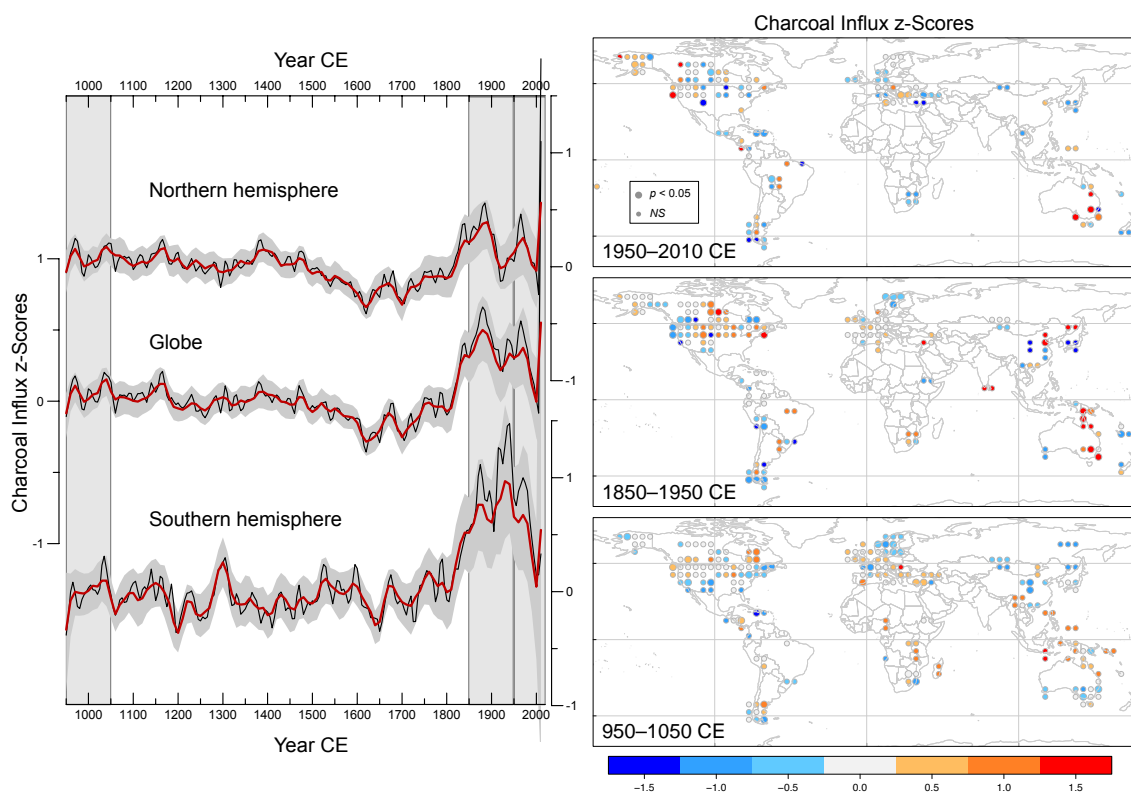 Charcoal Influx z-Scores
Year CE
1000 1200 1400 1600 1800 2000
1100 1300 1500 1700 1900
Northern hemisphere
Globe
Southern hemisphere
Charcoal Influx z-Scores
1
0
-1
1
0
-1
1
0
-1
1000 1200 1400 1600 1800 2000
1100 1300 1500 1700 1900
Year CE
p < 0.05
NS
1950–2010 CE
1850–1950 CE
950–1050 CE
−1.5 −1.0 −0.5 0.0 0.5 1.0 1.5